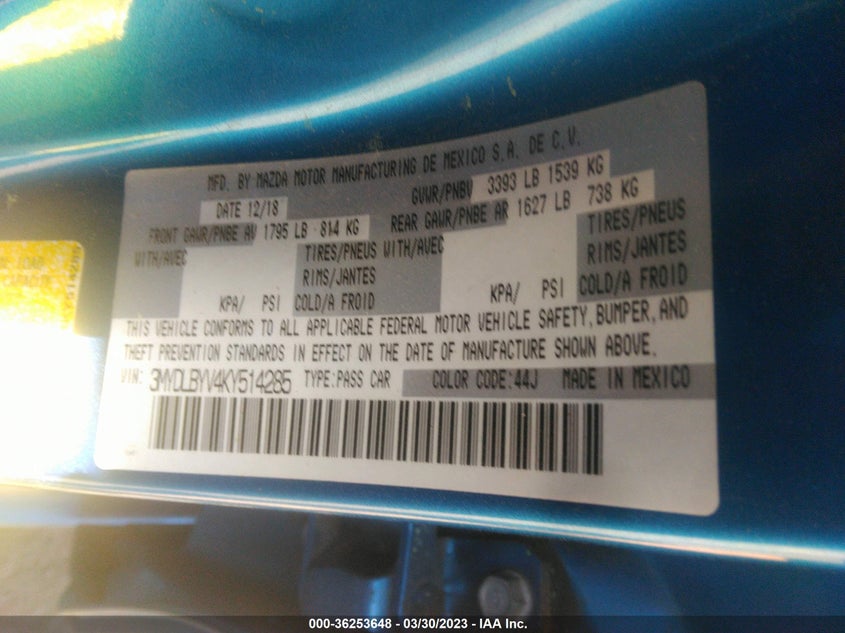 MFD. BY MAZDA MOTOR MANUFACTURING DE MEXICO S.A. DE C.V.
DATE 12/18 GVWR/PNBV 3393 LB 1539 KG
FRONT GAWR/PNBE AV 1795 LB 814 KG REAR GAWR/PNBE AR 1627 LB 738 KG
WITH/AVEC TIRES/PNEUS WITH/AVEC TIRES/PNEUS
RIMS/JANTES RIMS/JANTES
KPA/ PSI COLD/A FROID KPA/ PSI COLD/A FROID
THIS VEHICLE CONFORMS TO ALL APPLICABLE FEDERAL MOTOR VEHICLE SAFETY, BUMPER, AND
THEFT PREVENTION STANDARDS IN EFFECT ON THE DATE OF MANUFACTURE SHOWN ABOVE.
VIN: 3MYDLBYV4KY514285 TYPE:PASS CAR COLOR CODE:44J MADE IN MEXICO
000-36253648 - 03/30/2023 - IAA Inc.